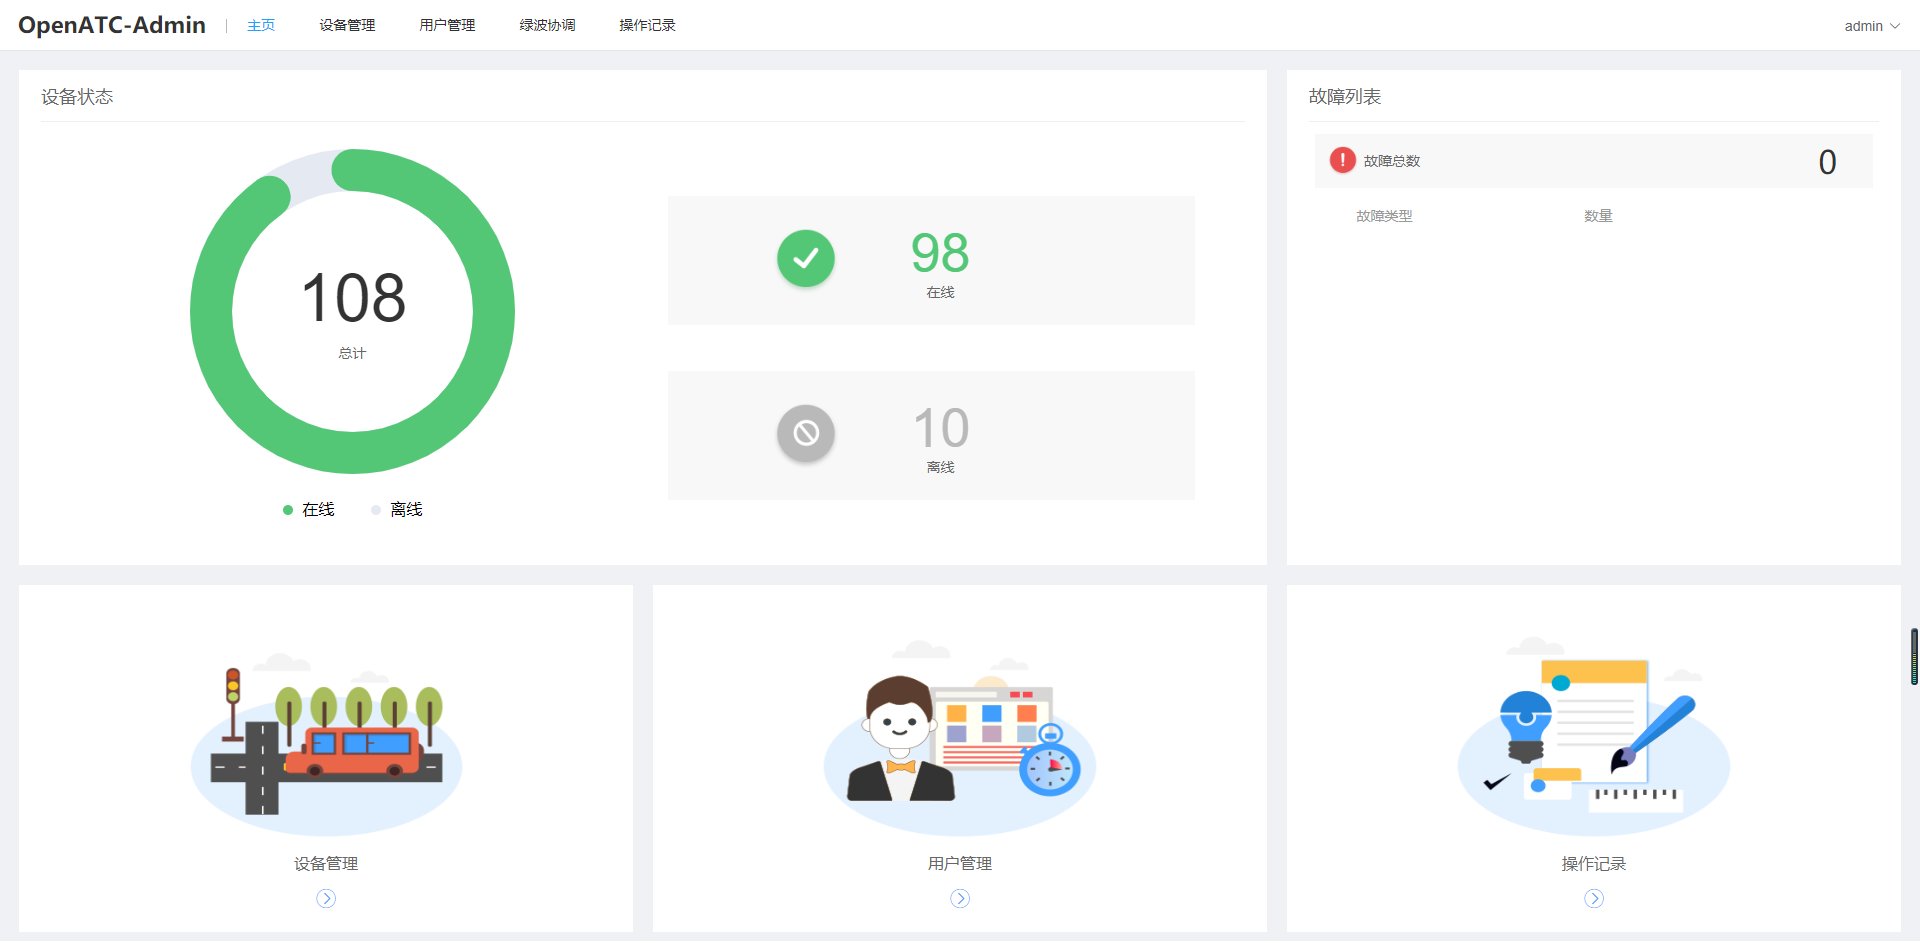 OpenATC-Admin | 主页 设备管理 用户管理 绿波协调 操作记录 admin
设备状态
108
总计
在线 离线
98
在线
10
离线
故障列表
故障总数 0
故障类型 数量
设备管理
用户管理
操作记录